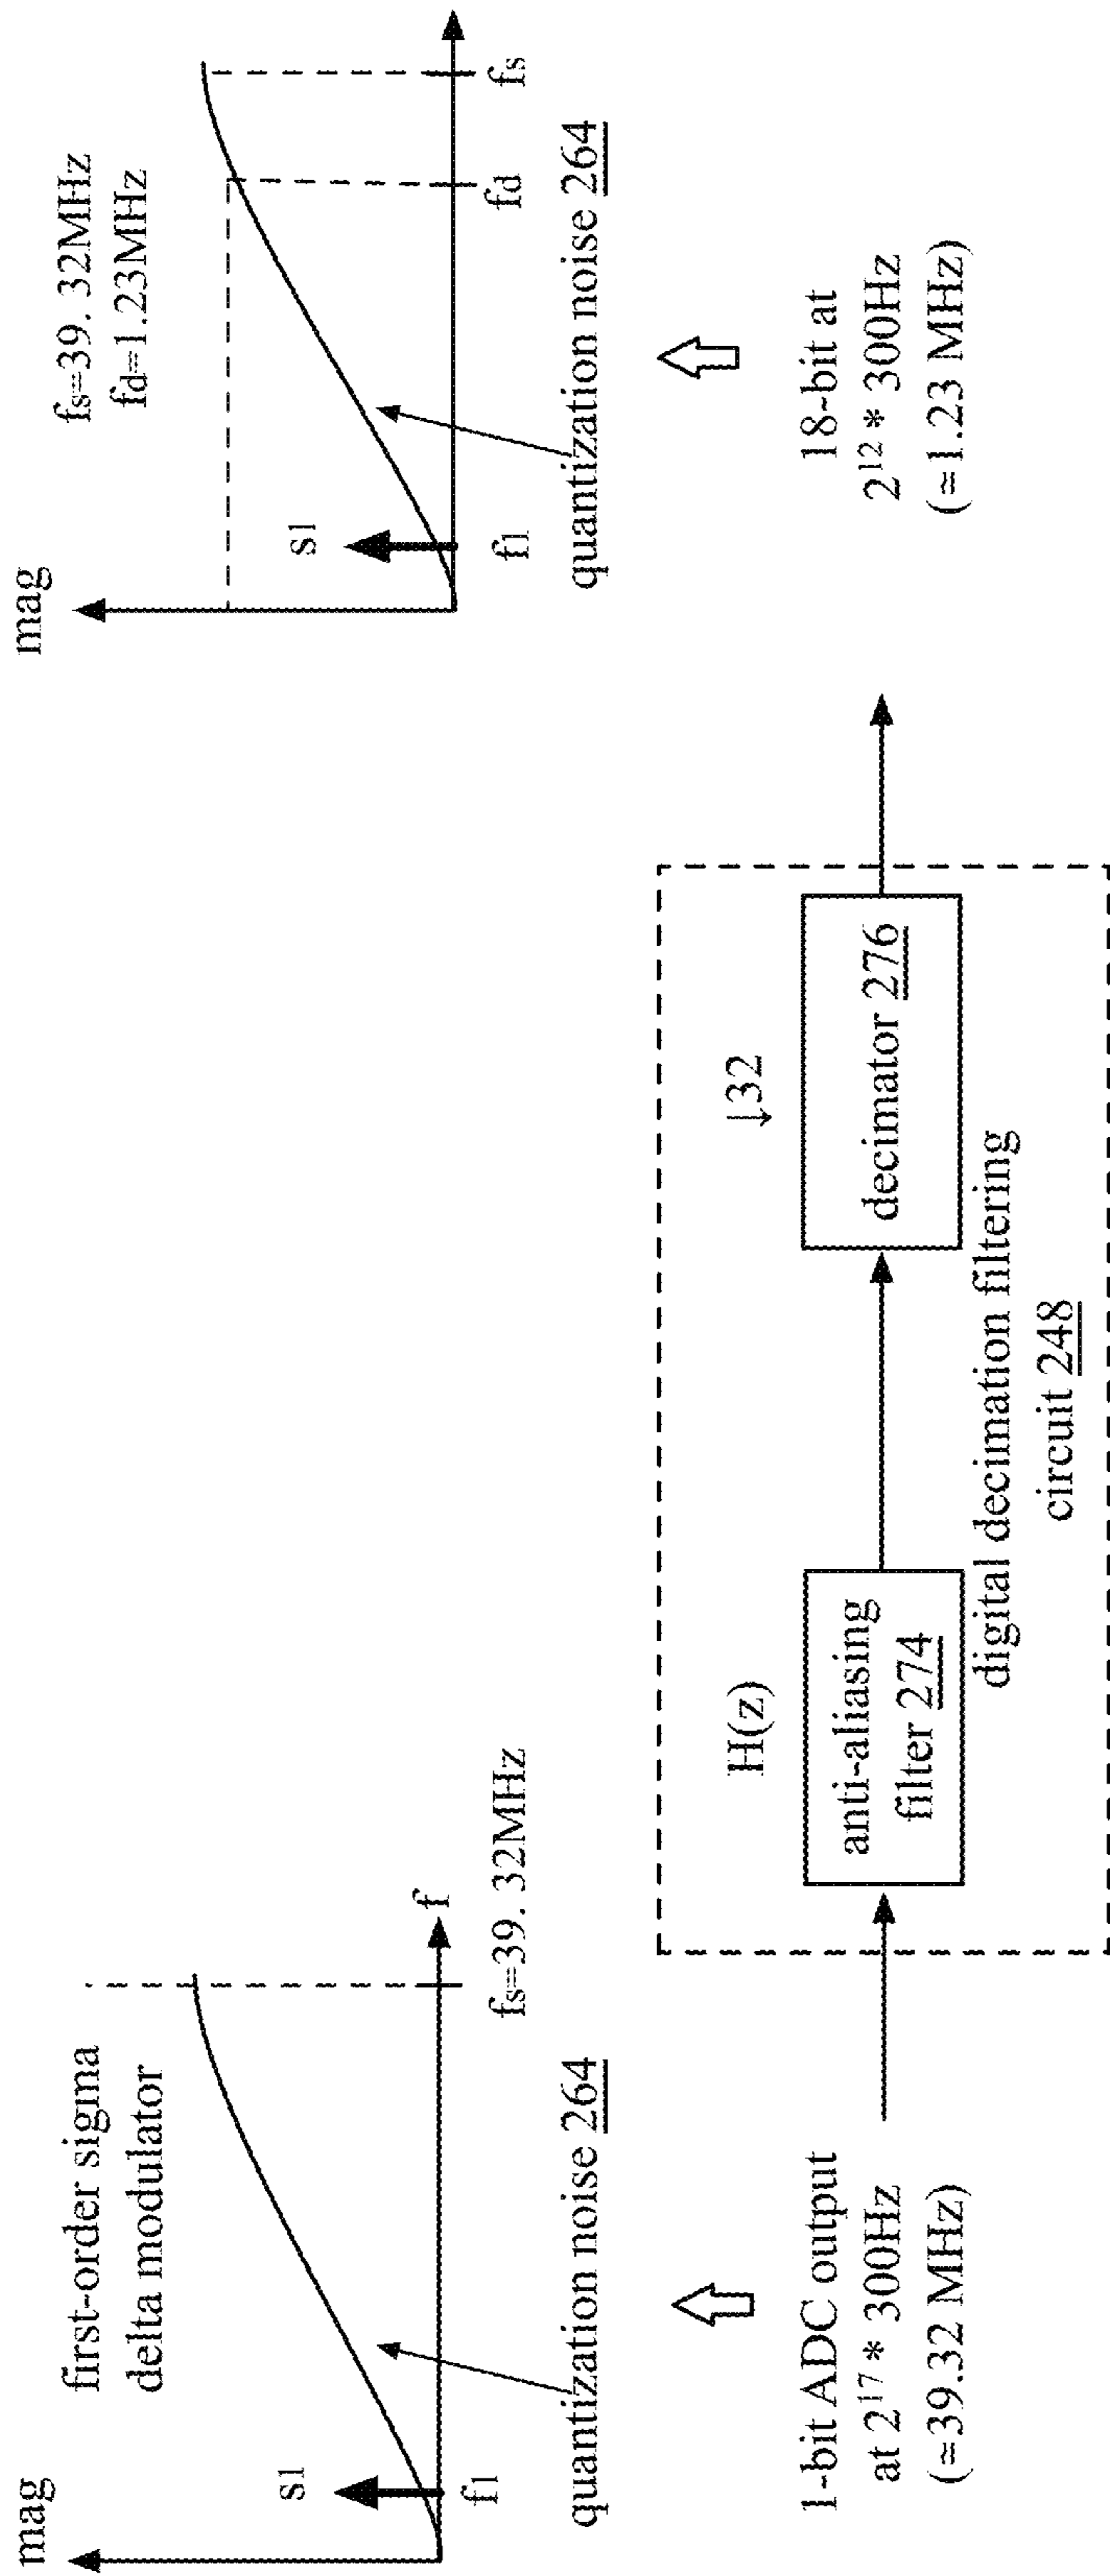 mag
first-order sigma
delta modulator
s1
f1
f
fs=39. 32MHz
quantization noise 264
1-bit ADC output
at 2¹⁷ * 300Hz
(≈39.32 MHz)
H(z)
anti-aliasing
filter 274
↓32
decimator 276
digital decimation filtering
circuit 248
mag
fs=39. 32MHz
fd=1.23MHz
s1
f1
fd
fs
quantization noise 264
18-bit at
2¹² * 300Hz
(≈1.23 MHz)